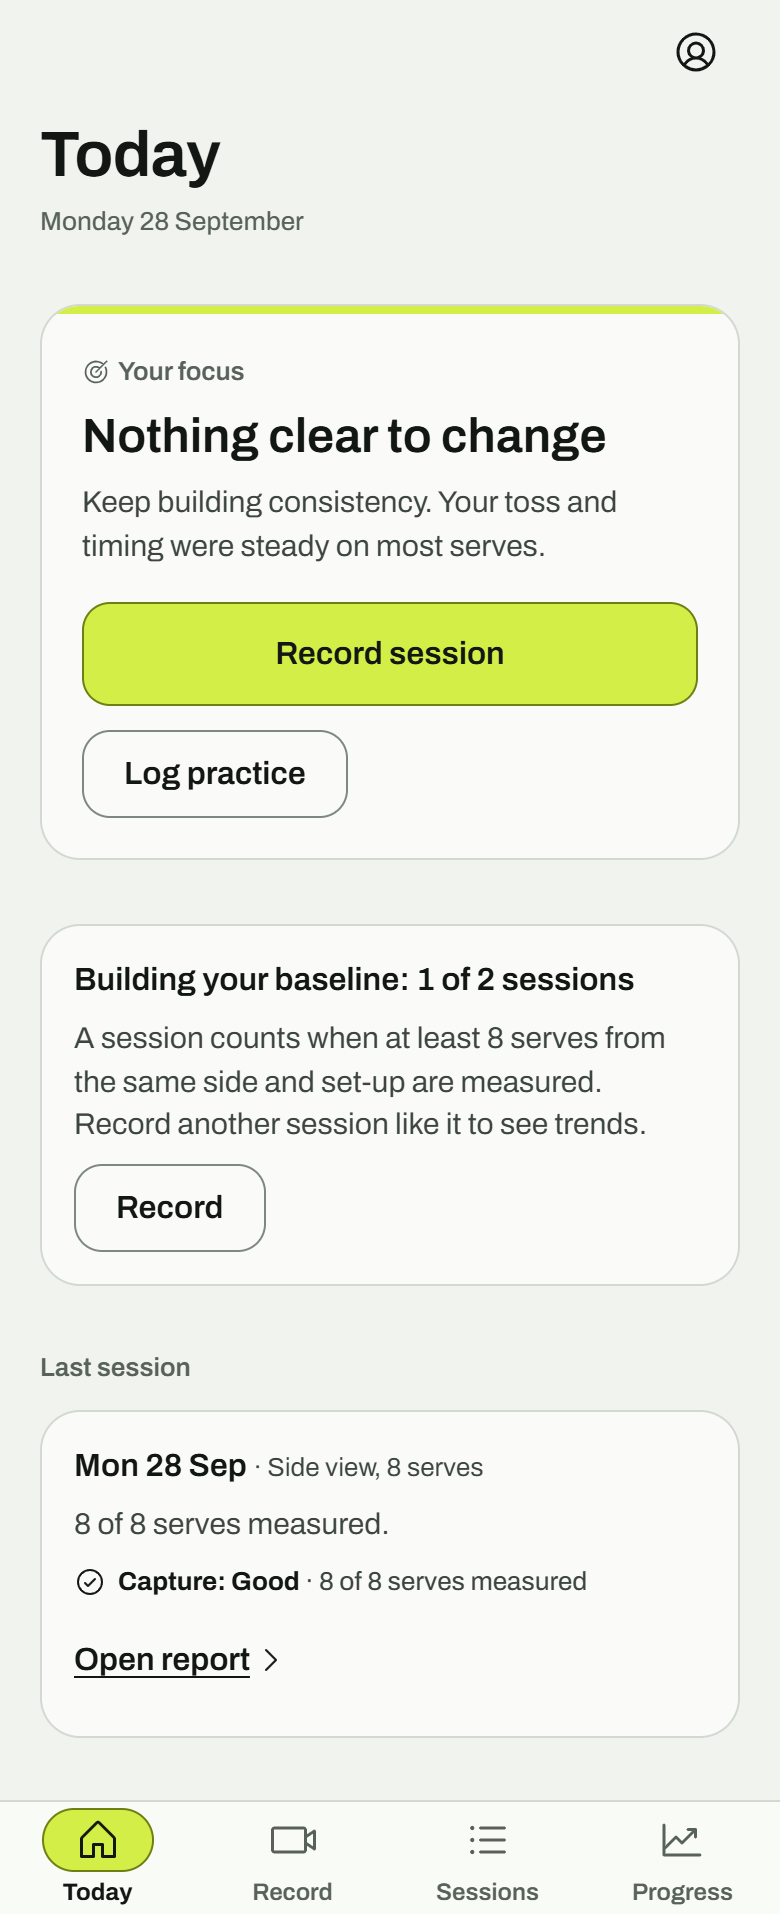 Today
Monday 28 September
Your focus
Nothing clear to change
Keep building consistency. Your toss and
timing were steady on most serves.
Record session
Log practice
Building your baseline: 1 of 2 sessions
A session counts when at least 8 serves from
the same side and set-up are measured.
Record another session like it to see trends.
Record
Last session
Mon 28 Sep · Side view, 8 serves
8 of 8 serves measured.
Capture: Good · 8 of 8 serves measured
Open report
Today Record Sessions Progress